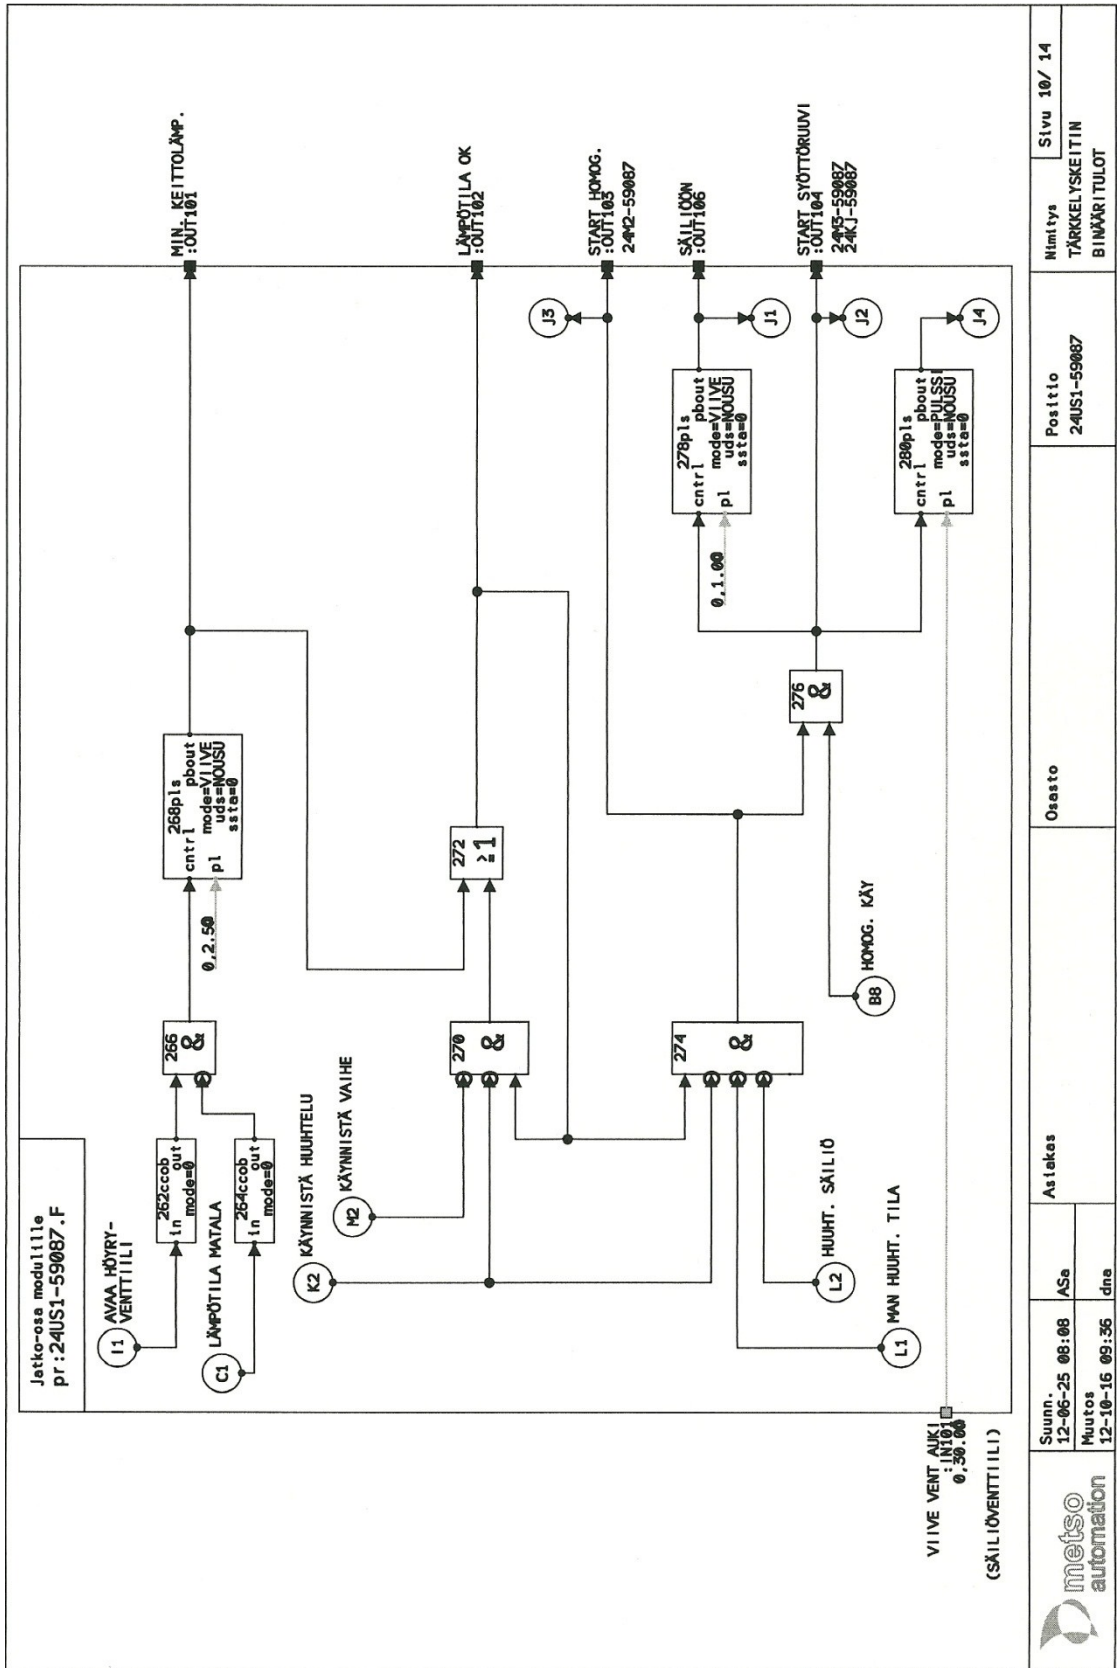 Jatko-osa modulille
pr:24US1-59087.F
I1
AVAA HÖYRY-
VENTTIILI
C1
LÄMPÖTILA MATALA
262ccob
in out
mode=0
264ccob
in out
mode=0
266
&
0,2.50
268pls
cntrl pbout
pl mode=VIIVE
uds=NOUSU
ssta=0
MIN. KEITTOLÄMP.
:OUT101
K2
KÄYNNISTÄ HUUHTELU
M2
KÄYNNISTÄ VAIHE
270
&
272
≥1
LÄMPÖTILA OK
:OUT102
274
&
J3
START HOMOG.
:OUT103
24M2-59087
L1
MAN HUUHT. TILA
L2
HUUHT. SÄILIÖ
B8
HOMOG. KÄY
276
&
0,1.00
278pls
cntrl pbout
pl mode=VIIVE
uds=NOUSU
ssta=0
J1
SÄILIÖÖN
:OUT106
J2
START SYÖTTÖRUUVI
:OUT104
24M3-59087
24KJ-59087
280pls
cntrl pbout
pl mode=PULSSI
uds=NOUSU
ssta=0
J4
VIIVE VENT AUKI
:IN101
0,30.00
(SÄILIÖVENTTIILI)
metso
automation
Suunn.
12-06-25 08:08 ASa
Muutos
12-10-16 09:36 dna
Asiakas
Osasto
Positio
24US1-59087
Nimitys
TÄRKKELYSKEITIN
BINÄÄRITULOT
Sivu 10/ 14